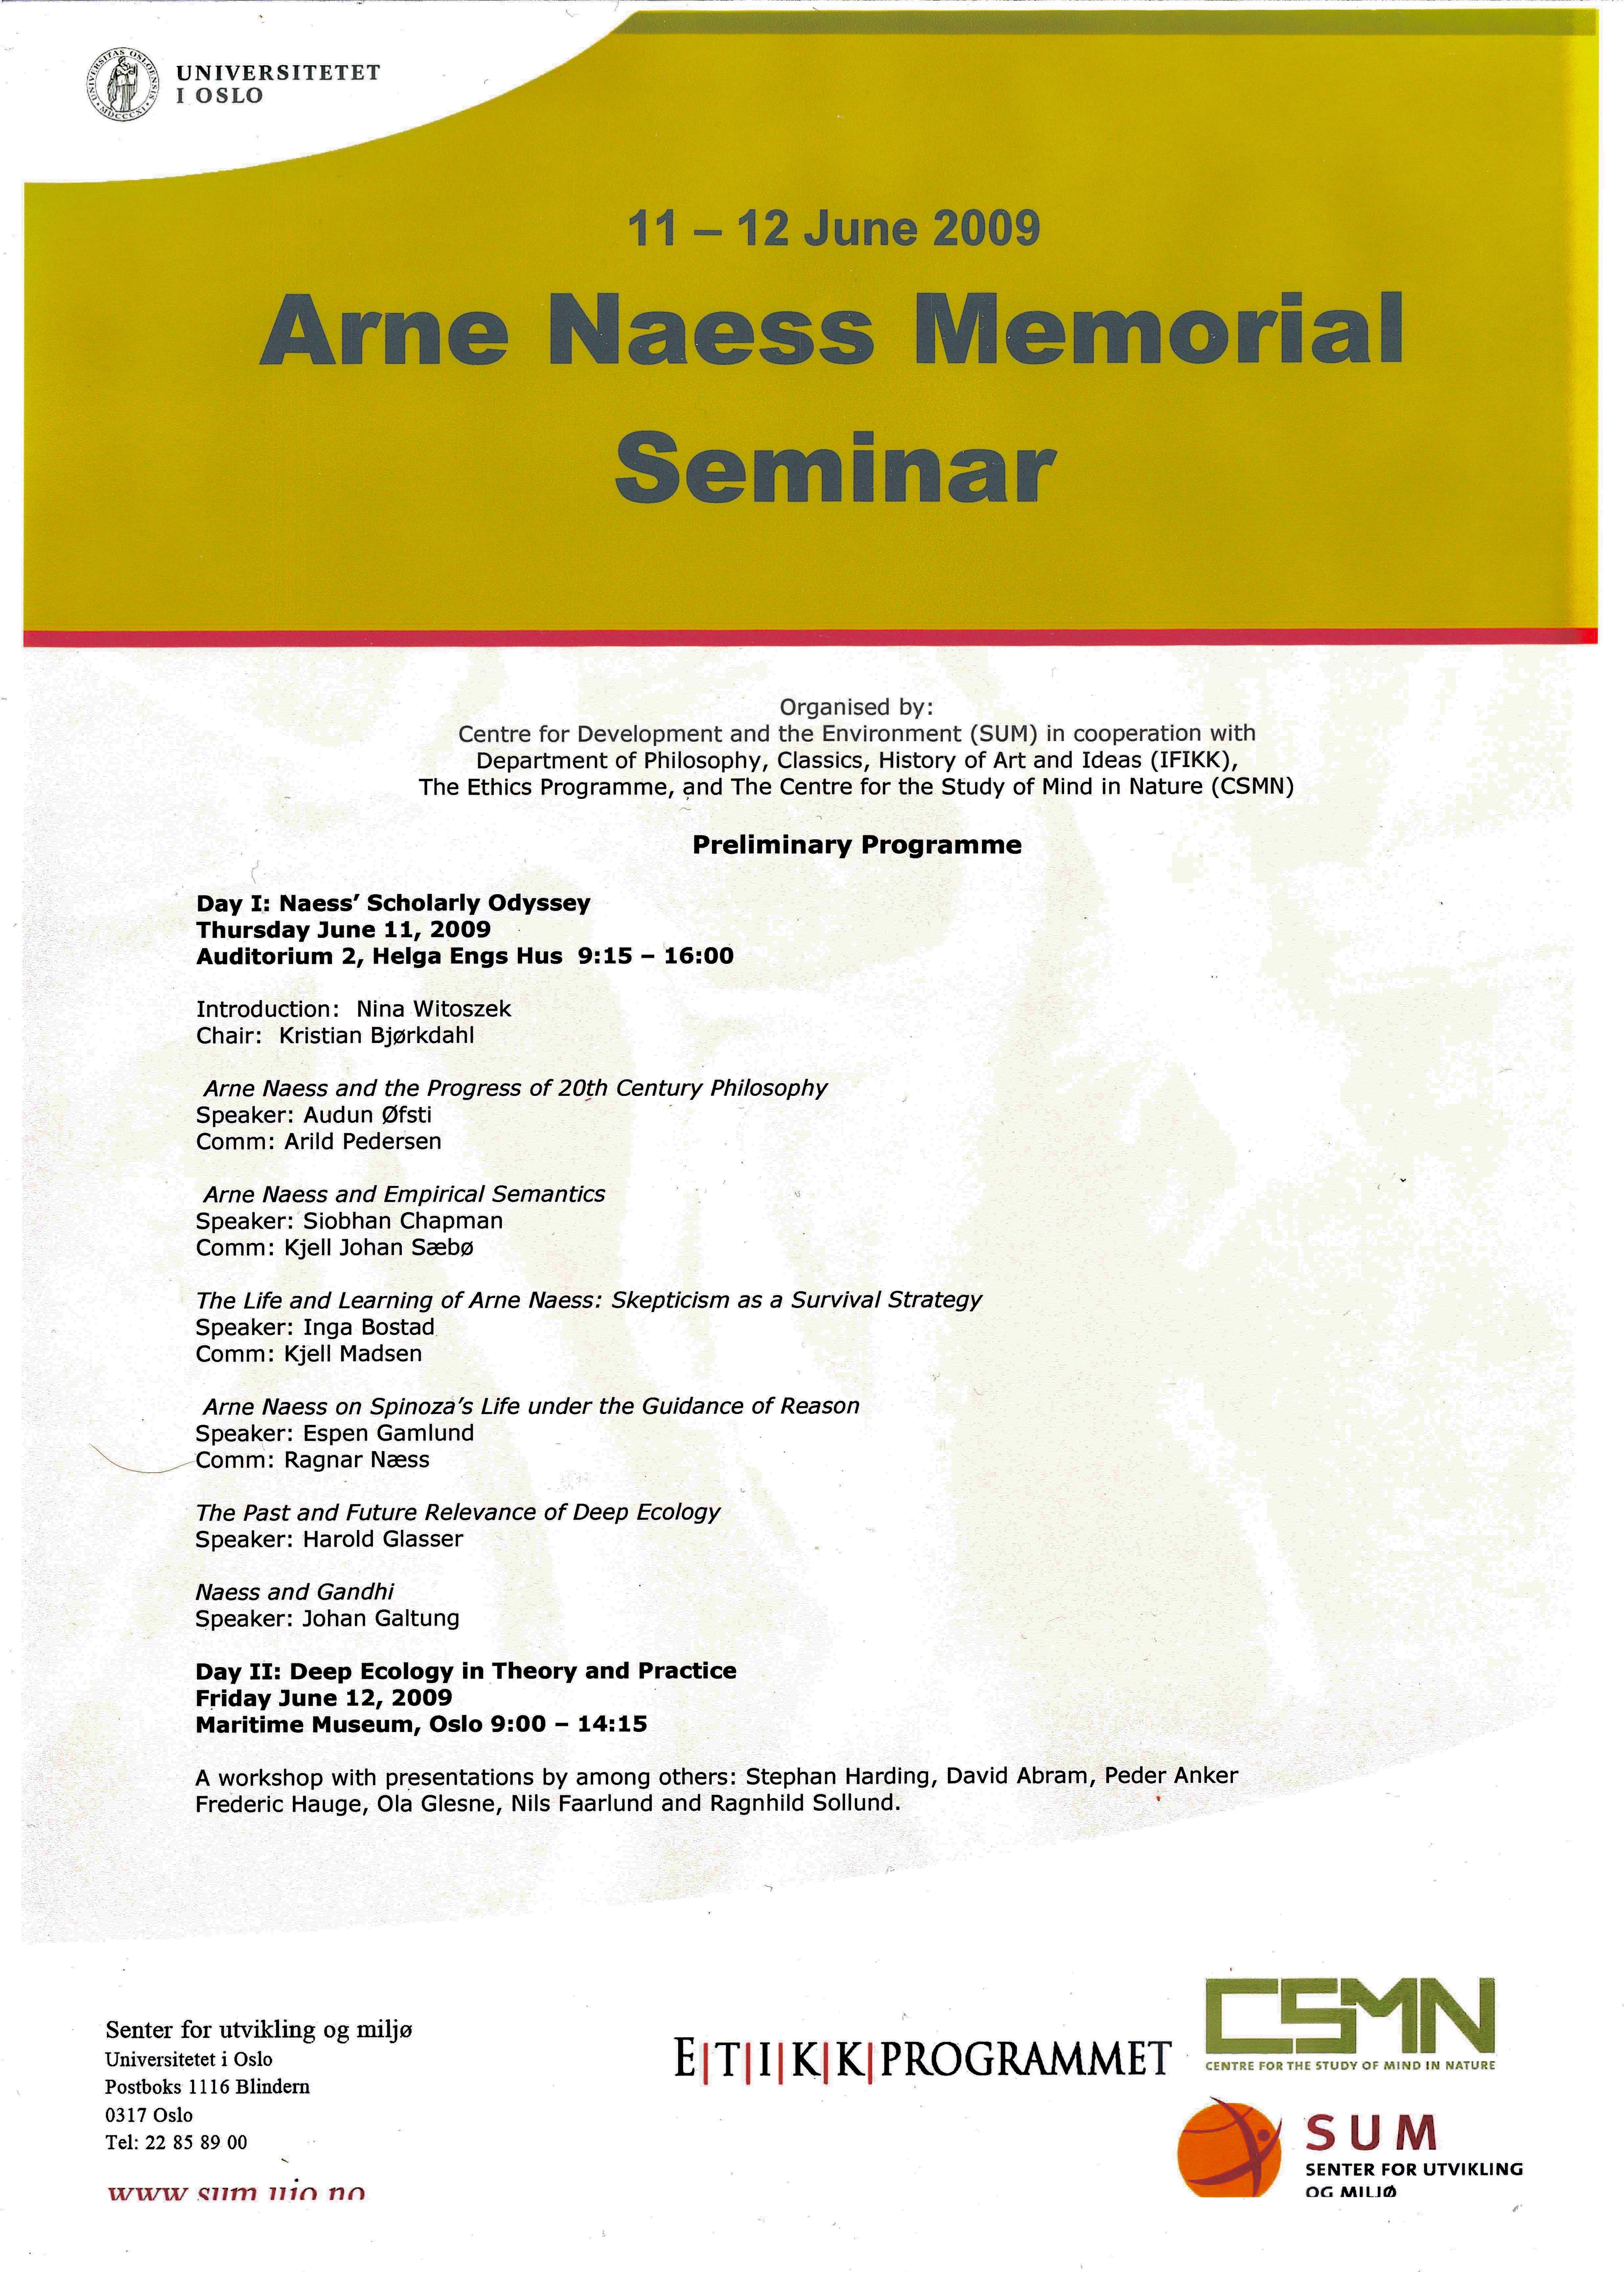 UNIVERSITETET
I OSLO
11 – 12 June 2009
Arne Naess Memorial
Seminar
Organised by:
Centre for Development and the Environment (SUM) in cooperation with
Department of Philosophy, Classics, History of Art and Ideas (IFIKK),
The Ethics Programme, and The Centre for the Study of Mind in Nature (CSMN)
Preliminary Programme
Day I: Naess’ Scholarly Odyssey
Thursday June 11, 2009
Auditorium 2, Helga Engs Hus 9:15 – 16:00
Introduction: Nina Witoszek
Chair: Kristian Bjørkdahl
Arne Naess and the Progress of 20th Century Philosophy
Speaker: Audun Øfsti
Comm: Arild Pedersen
Arne Naess and Empirical Semantics
Speaker: Siobhan Chapman
Comm: Kjell Johan Sæbø
The Life and Learning of Arne Naess: Skepticism as a Survival Strategy
Speaker: Inga Bostad
Comm: Kjell Madsen
Arne Naess on Spinoza’s Life under the Guidance of Reason
Speaker: Espen Gamlund
Comm: Ragnar Næss
The Past and Future Relevance of Deep Ecology
Speaker: Harold Glasser
Naess and Gandhi
Speaker: Johan Galtung
Day II: Deep Ecology in Theory and Practice
Friday June 12, 2009
Maritime Museum, Oslo 9:00 – 14:15
A workshop with presentations by among others: Stephan Harding, David Abram, Peder Anker
Frederic Hauge, Ola Glesne, Nils Faarlund and Ragnhild Sollund.
Senter for utvikling og miljø
Universitetet i Oslo
Postboks 1116 Blindern
0317 Oslo
Tel: 22 85 89 00
www.sum.uio.no
E|T|I|K|K|PROGRAMMET
CSMN
CENTRE FOR THE STUDY OF MIND IN NATURE
SUM
SENTER FOR UTVIKLING
OG MILJØ
UNIVERSITAS OSLOENSIS
MDCCCXI